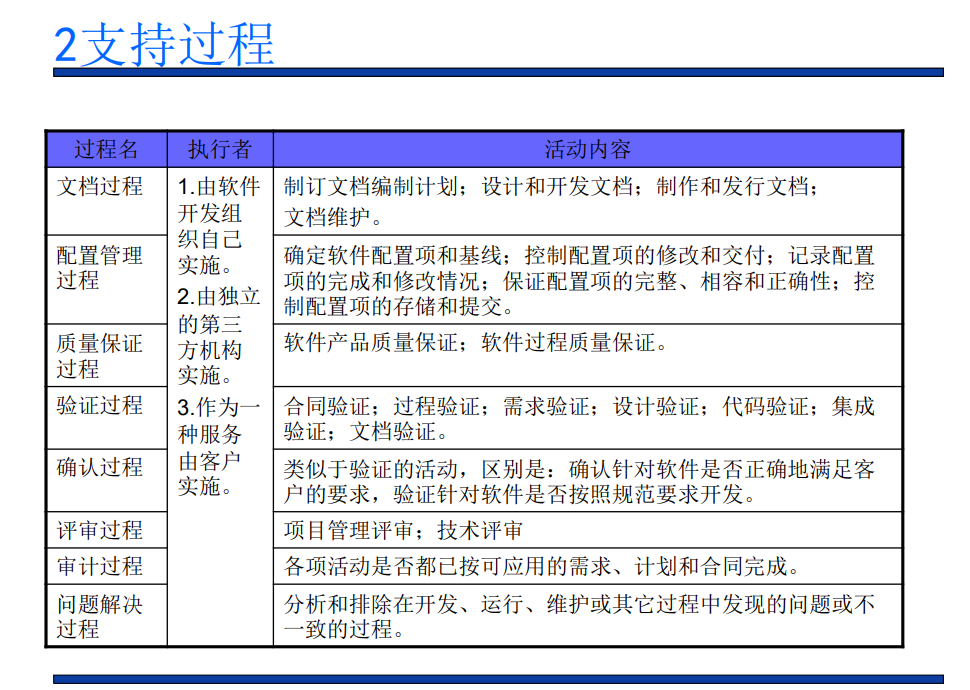 2支持过程
过程名
执行者
活动内容
文档过程
1.由软件
开发组
织自己
实施。
2.由独立
的第三
方机构
实施。
3.作为一
种服务
由客户
实施。
制订文档编制计划；设计和开发文档；制作和发行文档；
文档维护。
配置管理
过程
确定软件配置项和基线；控制配置项的修改和交付；记录配置
项的完成和修改情况；保证配置项的完整、相容和正确性；控
制配置项的存储和提交。
质量保证
过程
软件产品质量保证；软件过程质量保证。
验证过程
合同验证；过程验证；需求验证；设计验证；代码验证；集成
验证；文档验证。
确认过程
类似于验证的活动，区别是：确认针对软件是否正确地满足客
户的要求，验证针对软件是否按照规范要求开发。
评审过程
项目管理评审；技术评审
审计过程
各项活动是否都已按可应用的需求、计划和合同完成。
问题解决
过程
分析和排除在开发、运行、维护或其它过程中发现的问题或不
一致的过程。